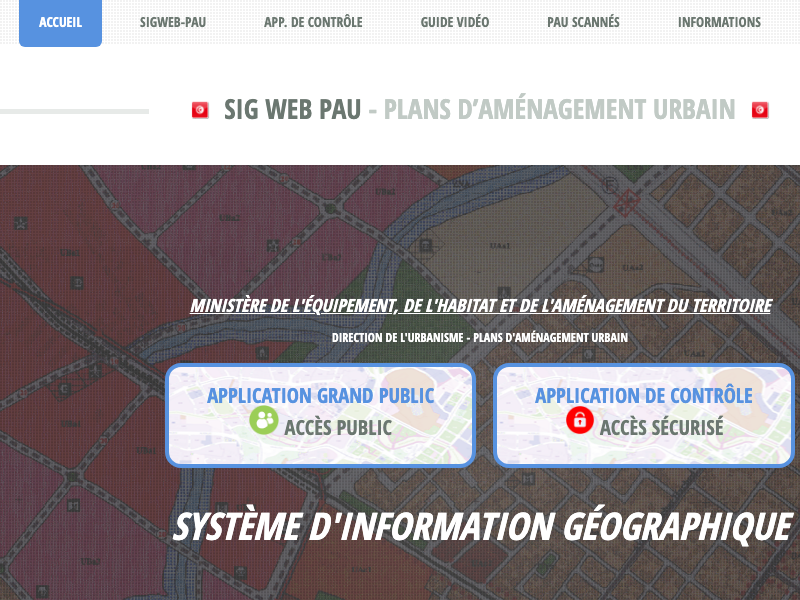 ACCUEIL
SIGWEB-PAU
APP. DE CONTRÔLE
GUIDE VIDÉO
PAU SCANNÉS
INFORMATIONS
SIG WEB PAU - PLANS D’AMÉNAGEMENT URBAIN
MINISTÈRE DE L'ÉQUIPEMENT, DE L'HABITAT ET DE L'AMÉNAGEMENT DU TERRITOIRE
DIRECTION DE L'URBANISME - PLANS D'AMÉNAGEMENT URBAIN
APPLICATION GRAND PUBLIC
ACCÈS PUBLIC
APPLICATION DE CONTRÔLE
ACCÈS SÉCURISÉ
SYSTÈME D'INFORMATION GÉOGRAPHIQUE